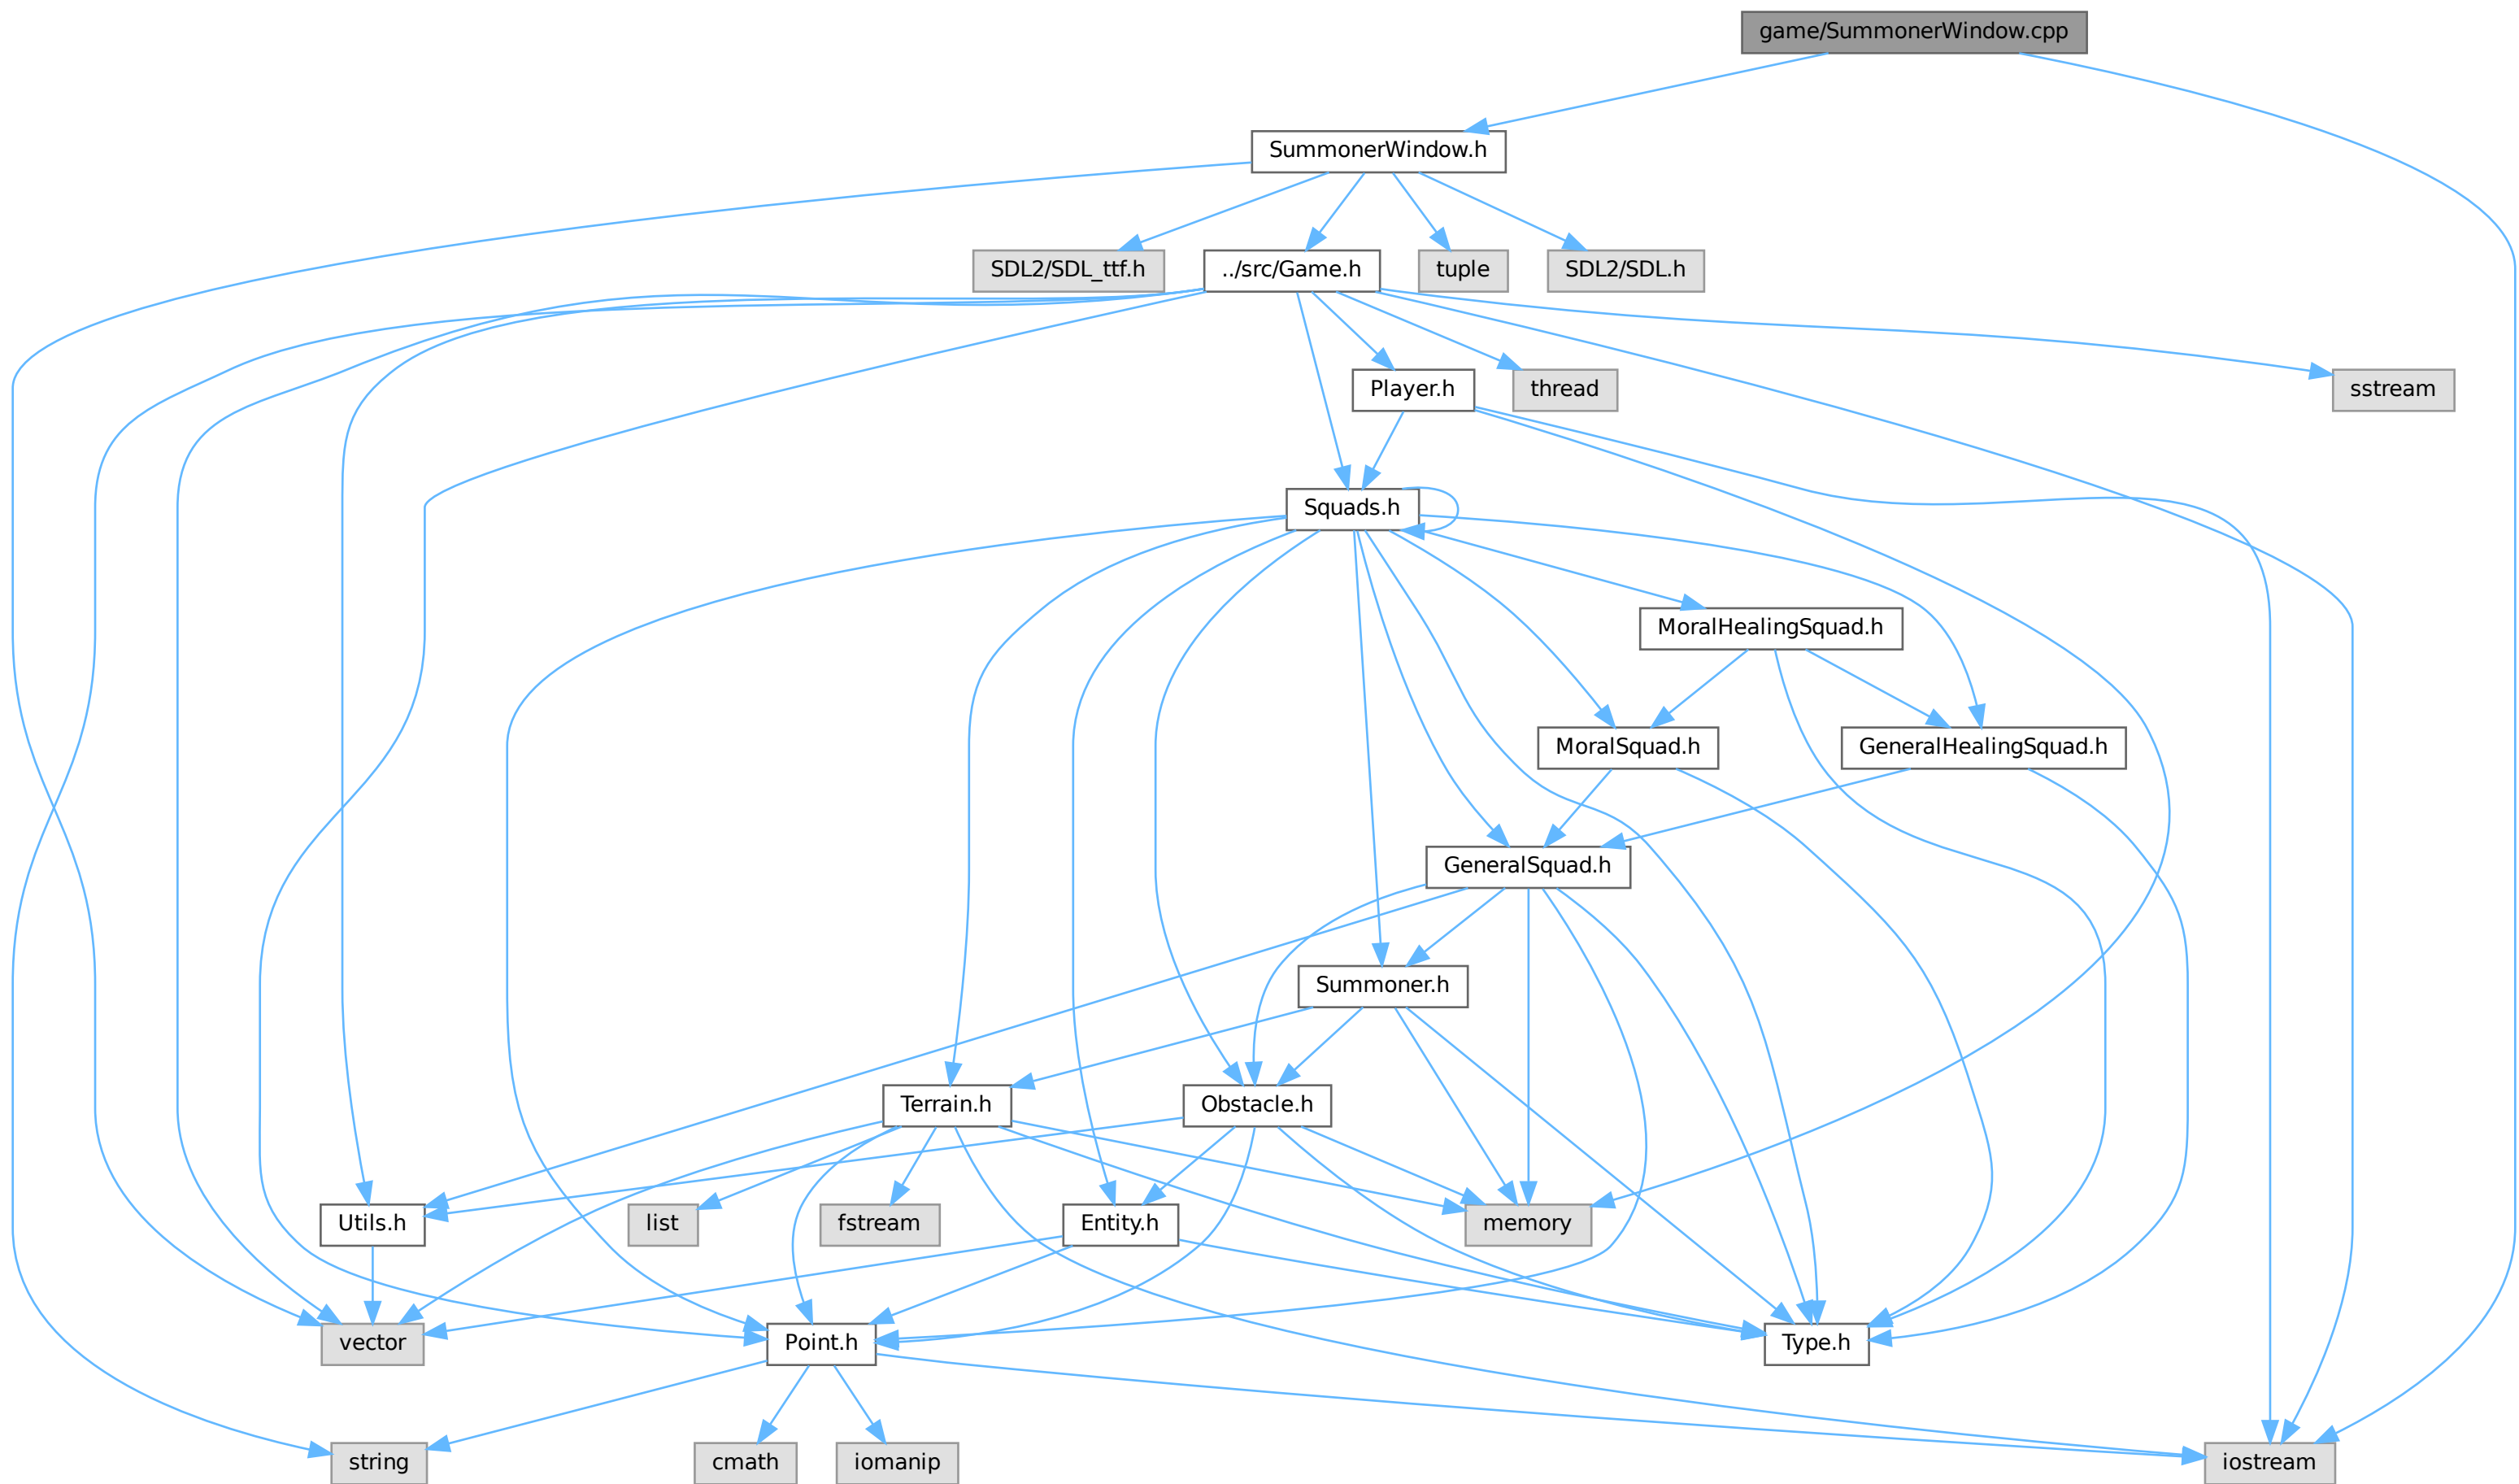 game/SummonerWindow.cpp
SummonerWindow.h
SDL2/SDL_ttf.h
../src/Game.h
tuple
SDL2/SDL.h
Player.h
thread
sstream
Squads.h
MoralHealingSquad.h
MoralSquad.h
GeneralHealingSquad.h
GeneralSquad.h
Summoner.h
Terrain.h
Obstacle.h
Utils.h
list
fstream
Entity.h
memory
vector
Point.h
Type.h
string
cmath
iomanip
iostream